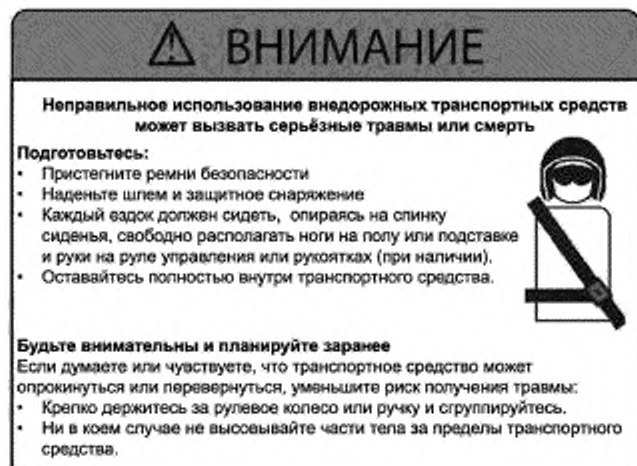 ВНИМАНИЕ
Неправильное использование внедорожных транспортных средств
может вызвать серьёзные травмы или смерть
Подготовьтесь:
• Пристегните ремни безопасности
• Наденьте шлем и защитное снаряжение
• Каждый ездок должен сидеть, опираясь на спинку
сиденья, свободно располагать ноги на полу или подставке
и руки на руле управления или рукоятках (при наличии).
• Оставайтесь полностью внутри транспортного средства.
Будьте внимательны и планируйте заранее
Если думаете или чувствуете, что транспортное средство может
опрокинуться или перевернуться, уменьшите риск получения травмы:
• Крепко держитесь за рулевое колесо или ручку и сгруппируйтесь.
• Ни в коем случае не высовывайте части тела за пределы транспортного
средства.